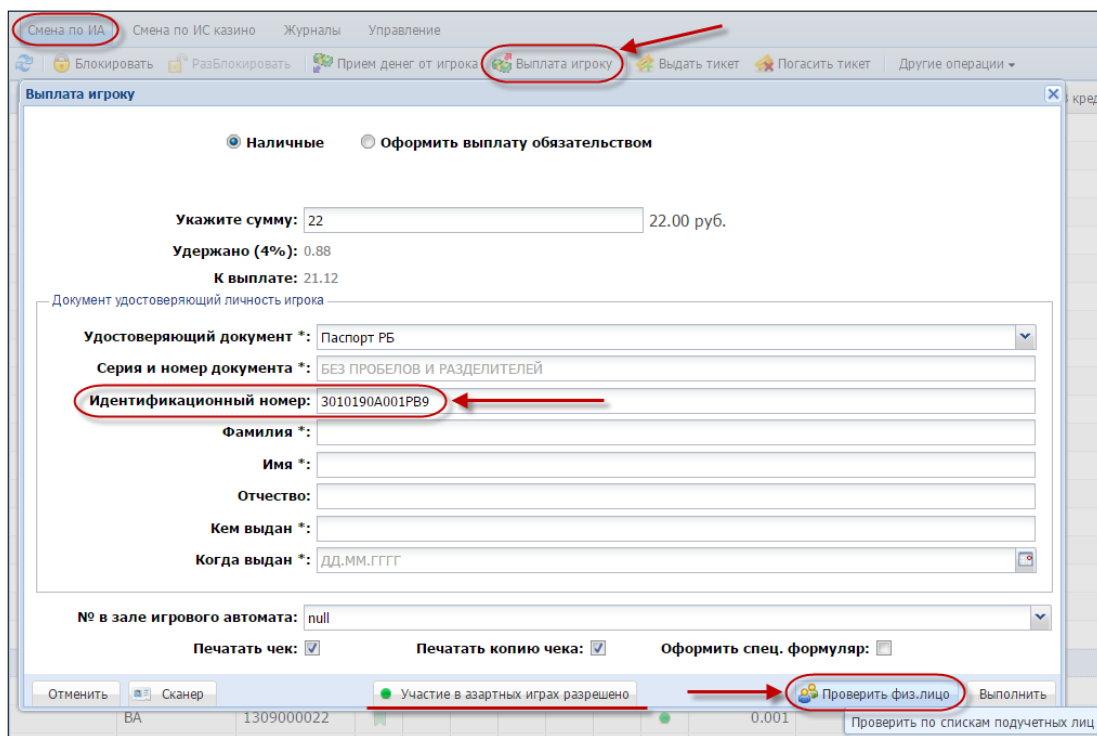 Смена по ИА Смена по ИС казино Журналы Управление
Блокировать РазБлокировать Прием денег от игрока Выплата игроку Выдать тикет Погасить тикет Другие операции
Выплата игроку
Наличные Оформить выплату обязательством
Укажите сумму: 22 22.00 руб.
Удержано (4%): 0.88
К выплате: 21.12
Документ удостоверяющий личность игрока
Удостоверяющий документ *: Паспорт РБ
Серия и номер документа *: БЕЗ ПРОБЕЛОВ И РАЗДЕЛИТЕЛЕЙ
Идентификационный номер: 3010190A001PB9
Фамилия *:
Имя *:
Отчество:
Кем выдан *:
Когда выдан *: ДД.ММ.ГГГГ
№ в зале игрового автомата: null
Печатать чек: Печатать копию чека: Оформить спец. формуляр:
Отменить Сканер Участие в азартных играх разрешено Проверить физ.лицо Выполнить
BA 1309000022 0.001 Проверить по спискам подучетных лиц